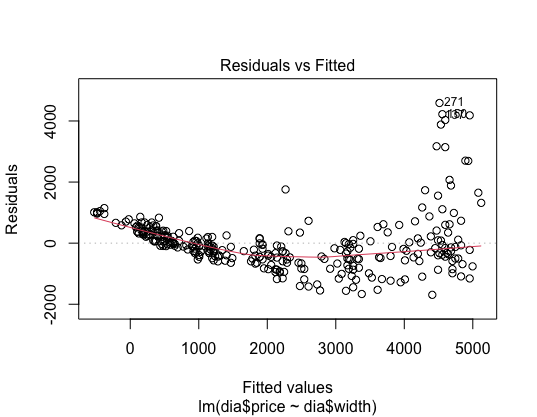 Residuals vs Fitted
271
4000
2000
0
-2000
Residuals
0 1000 2000 3000 4000 5000
Fitted values
lm(dia$price ~ dia$width)